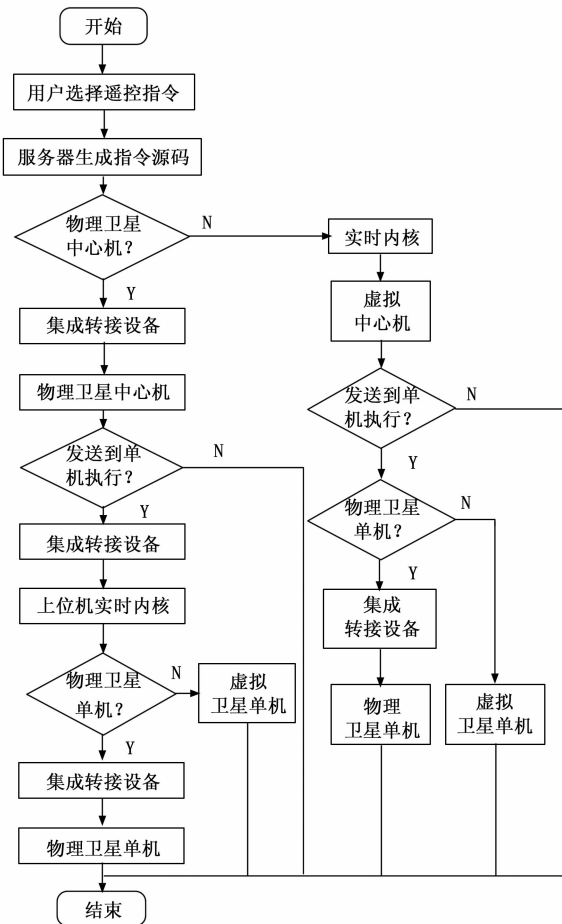 开始
用户选择遥控指令
服务器生成指令源码
物理卫星
中心机?
N
Y
集成转接设备
物理卫星中心机
发送到单
机执行?
N
Y
集成转接设备
上位机实时内核
物理卫星
单机?
N
虚拟
卫星单机
Y
集成转接设备
物理卫星单机
结束
实时内核
虚拟
中心机
发送到单
机执行?
N
Y
物理卫星
单机?
N
Y
集成
转接设备
物理
卫星单机
虚拟
卫星单机